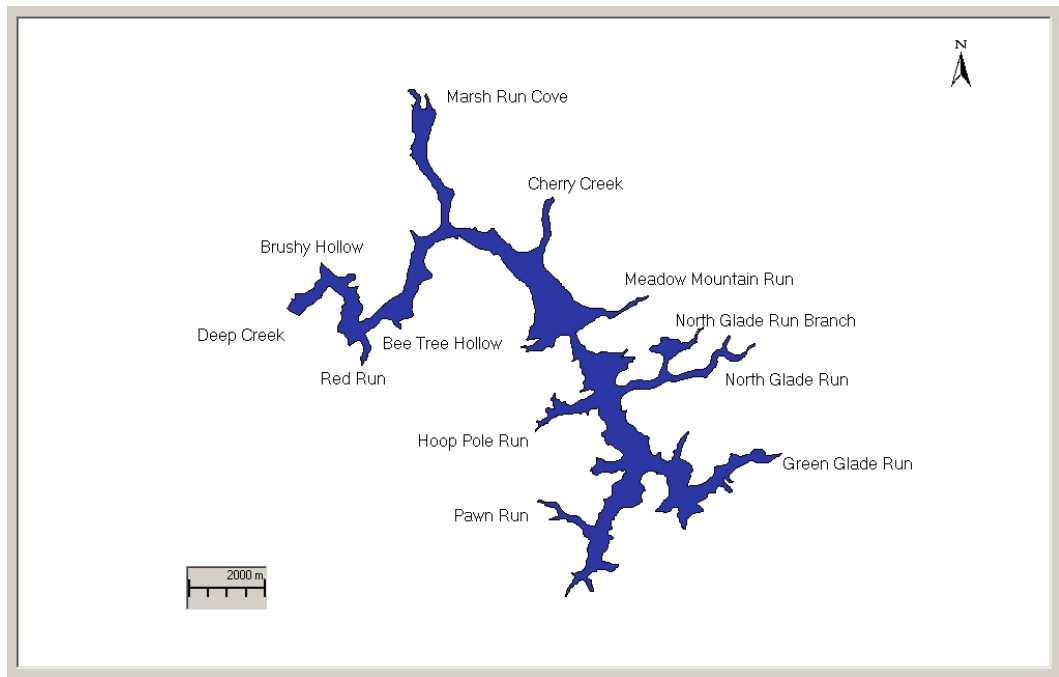 N
Marsh Run Cove
Cherry Creek
Brushy Hollow
Meadow Mountain Run
North Glade Run Branch
Deep Creek
Bee Tree Hollow
Red Run
North Glade Run
Hoop Pole Run
Green Glade Run
Pawn Run
2000 m